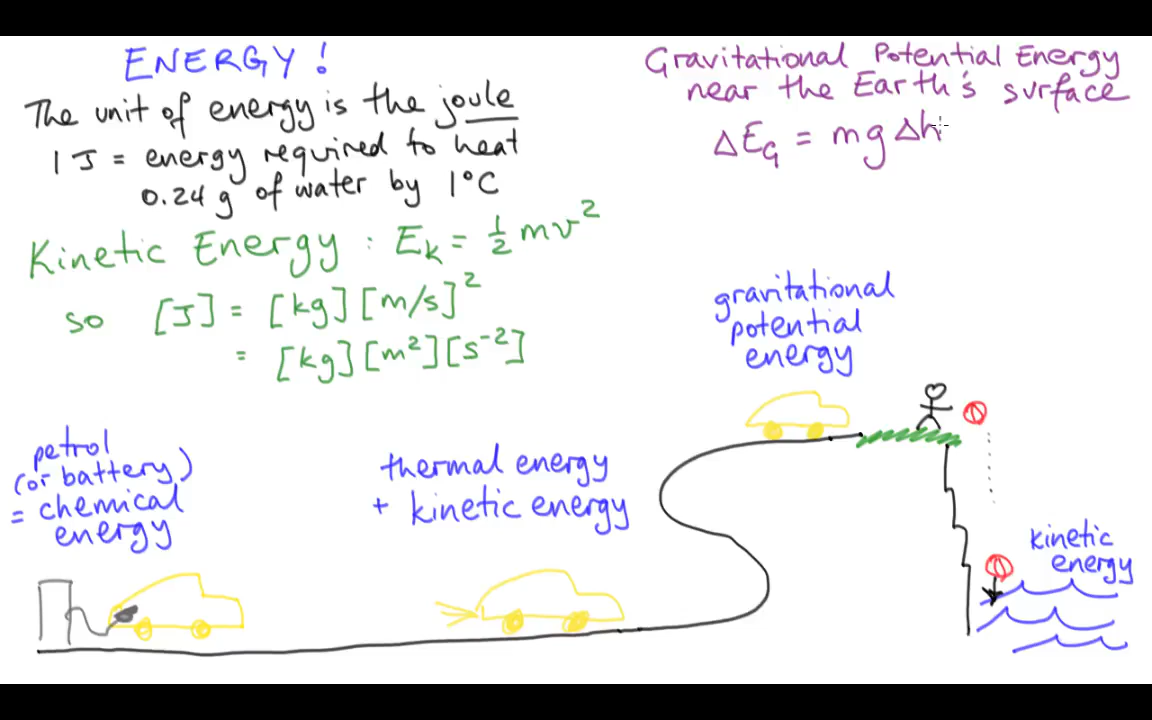 ENERGY!
The unit of energy is the joule
1 J = energy required to heat
0.24 g of water by 1°C
Kinetic Energy : E_k = ½ mv²
so [J] = [kg][m/s]²
= [kg][m²][s⁻²]
Gravitational Potential Energy
near the Earth's surface
ΔE_G = mgΔh
gravitational
potential
energy
petrol
(or battery)
= chemical
energy
thermal energy
+ kinetic energy
kinetic
energy